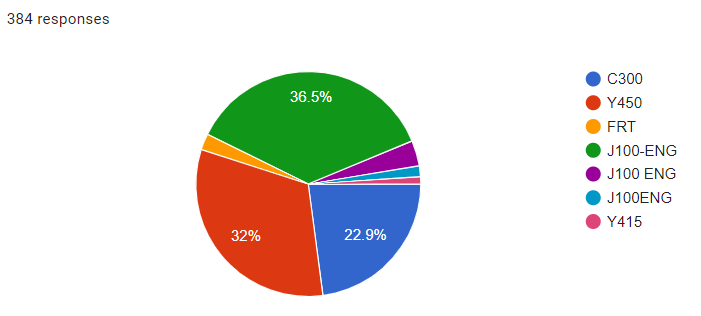 384 responses
36.5%
32%
22.9%
C300
Y450
FRT
J100-ENG
J100 ENG
J100ENG
Y415